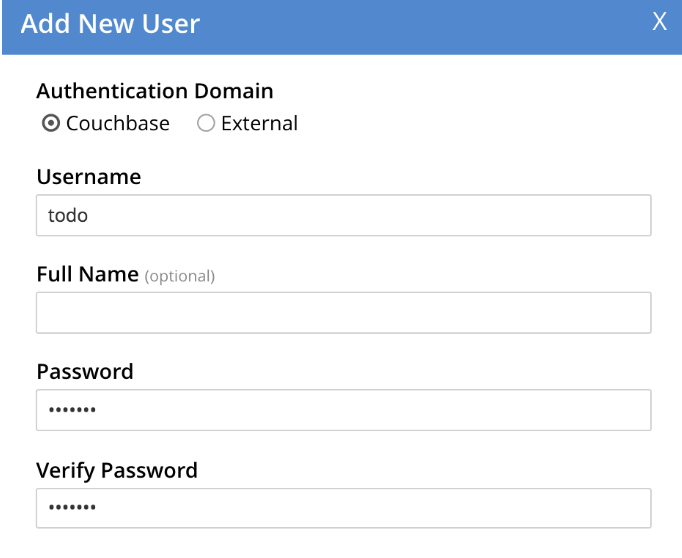 Add New User X
Authentication Domain
Couchbase External
Username
todo
Full Name (optional)
Password
•••••••
Verify Password
•••••••